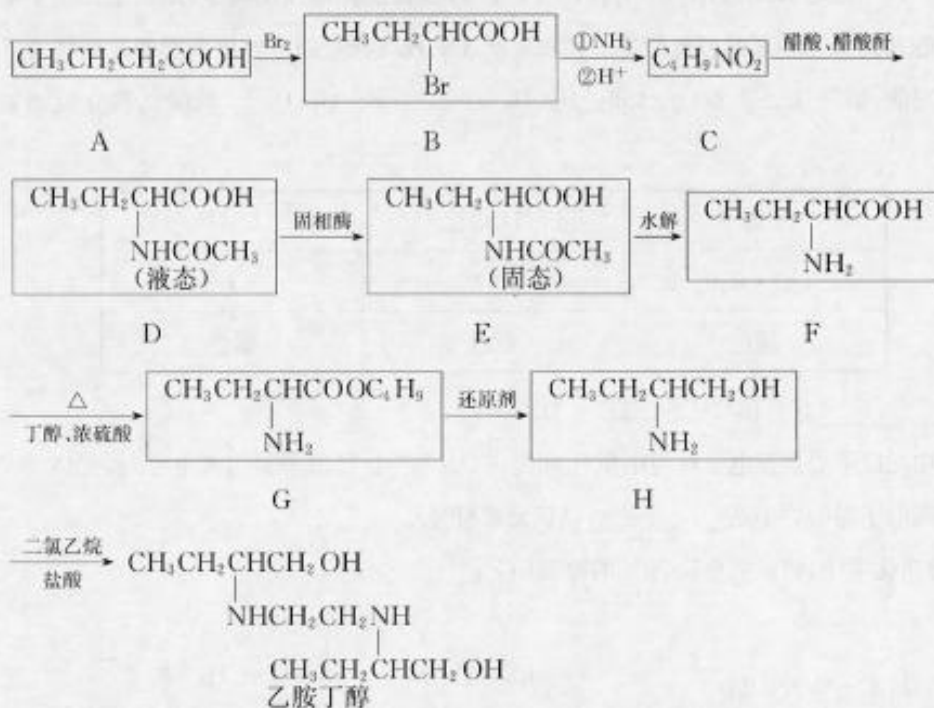 CH₃CH₂CH₂COOH
Br₂
CH₃CH₂CHCOOH
Br
①NH₃
②H⁺
C₄H₉NO₂
醋酸、醋酸酐
A
B
C
CH₃CH₂CHCOOH
NHCOCH₃
(液态)
固相酶
CH₃CH₂CHCOOH
NHCOCH₃
(固态)
水解
CH₃CH₂CHCOOH
NH₂
D
E
F
△
丁醇、浓硫酸
CH₃CH₂CHCOOC₄H₉
NH₂
还原剂
CH₃CH₂CHCH₂OH
NH₂
G
H
二氯乙烷
盐酸
CH₃CH₂CHCH₂OH
NHCH₂CH₂NH
CH₃CH₂CHCH₂OH
乙胺丁醇